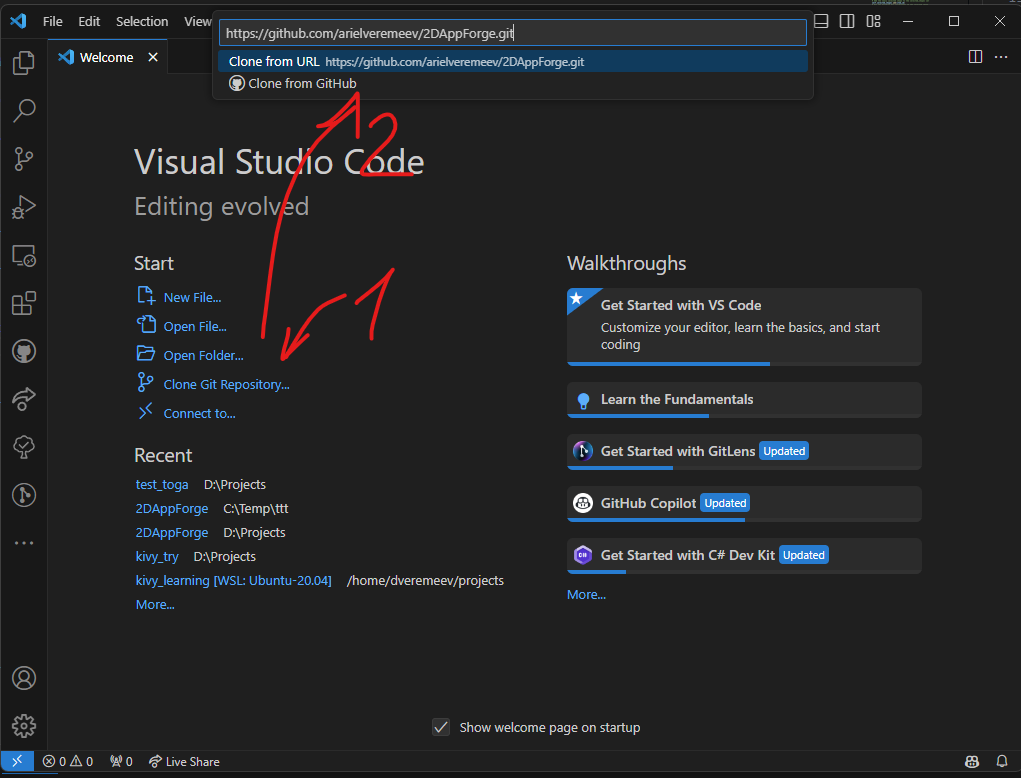 File Edit Selection View
https://github.com/arielveremeev/2DAppForge.git
Welcome
Clone from URL https://github.com/arielveremeev/2DAppForge.git
Clone from GitHub
2
Visual Studio Code
Editing evolved
Start
1
New File...
Open File...
Open Folder...
Clone Git Repository...
Connect to...
Recent
test_toga D:\Projects
2DAppForge C:\Temp\ttt
2DAppForge D:\Projects
kivy_try D:\Projects
kivy_learning [WSL: Ubuntu-20.04] /home/dveremeev/projects
More...
Walkthroughs
Get Started with VS Code
Customize your editor, learn the basics, and start
coding
Learn the Fundamentals
Get Started with GitLens Updated
GitHub Copilot Updated
Get Started with C# Dev Kit Updated
More...
Show welcome page on startup
0 0 0 Live Share